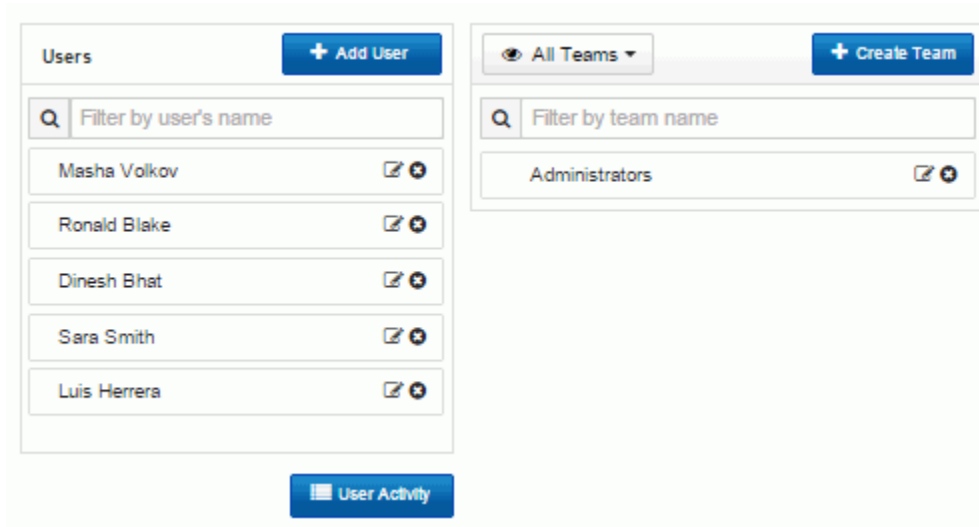 Users
Add User
Filter by user's name
Masha Volkov
Ronald Blake
Dinesh Bhat
Sara Smith
Luis Herrera
User Activity
All Teams
Create Team
Filter by team name
Administrators